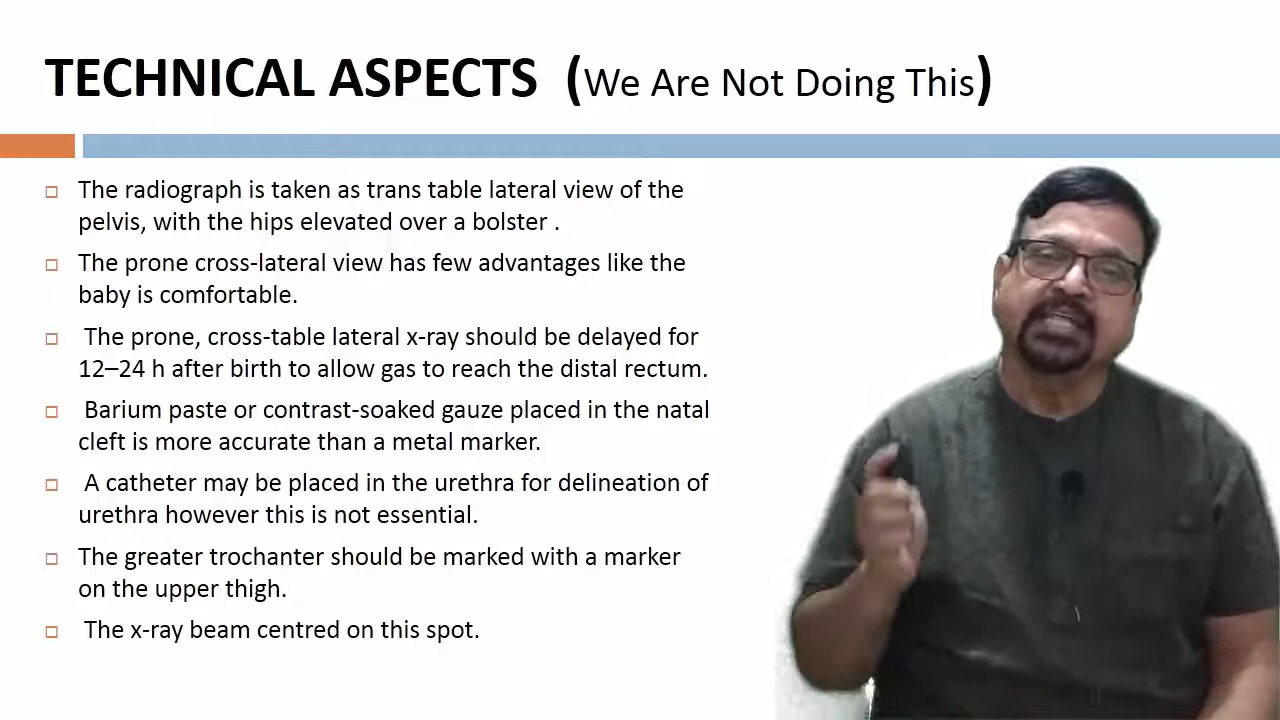 TECHNICAL ASPECTS (We Are Not Doing This)
The radiograph is taken as trans table lateral view of the
pelvis, with the hips elevated over a bolster .
The prone cross-lateral view has few advantages like the
baby is comfortable.
The prone, cross-table lateral x-ray should be delayed for
12–24 h after birth to allow gas to reach the distal rectum.
Barium paste or contrast-soaked gauze placed in the natal
cleft is more accurate than a metal marker.
A catheter may be placed in the urethra for delineation of
urethra however this is not essential.
The greater trochanter should be marked with a marker
on the upper thigh.
The x-ray beam centred on this spot.